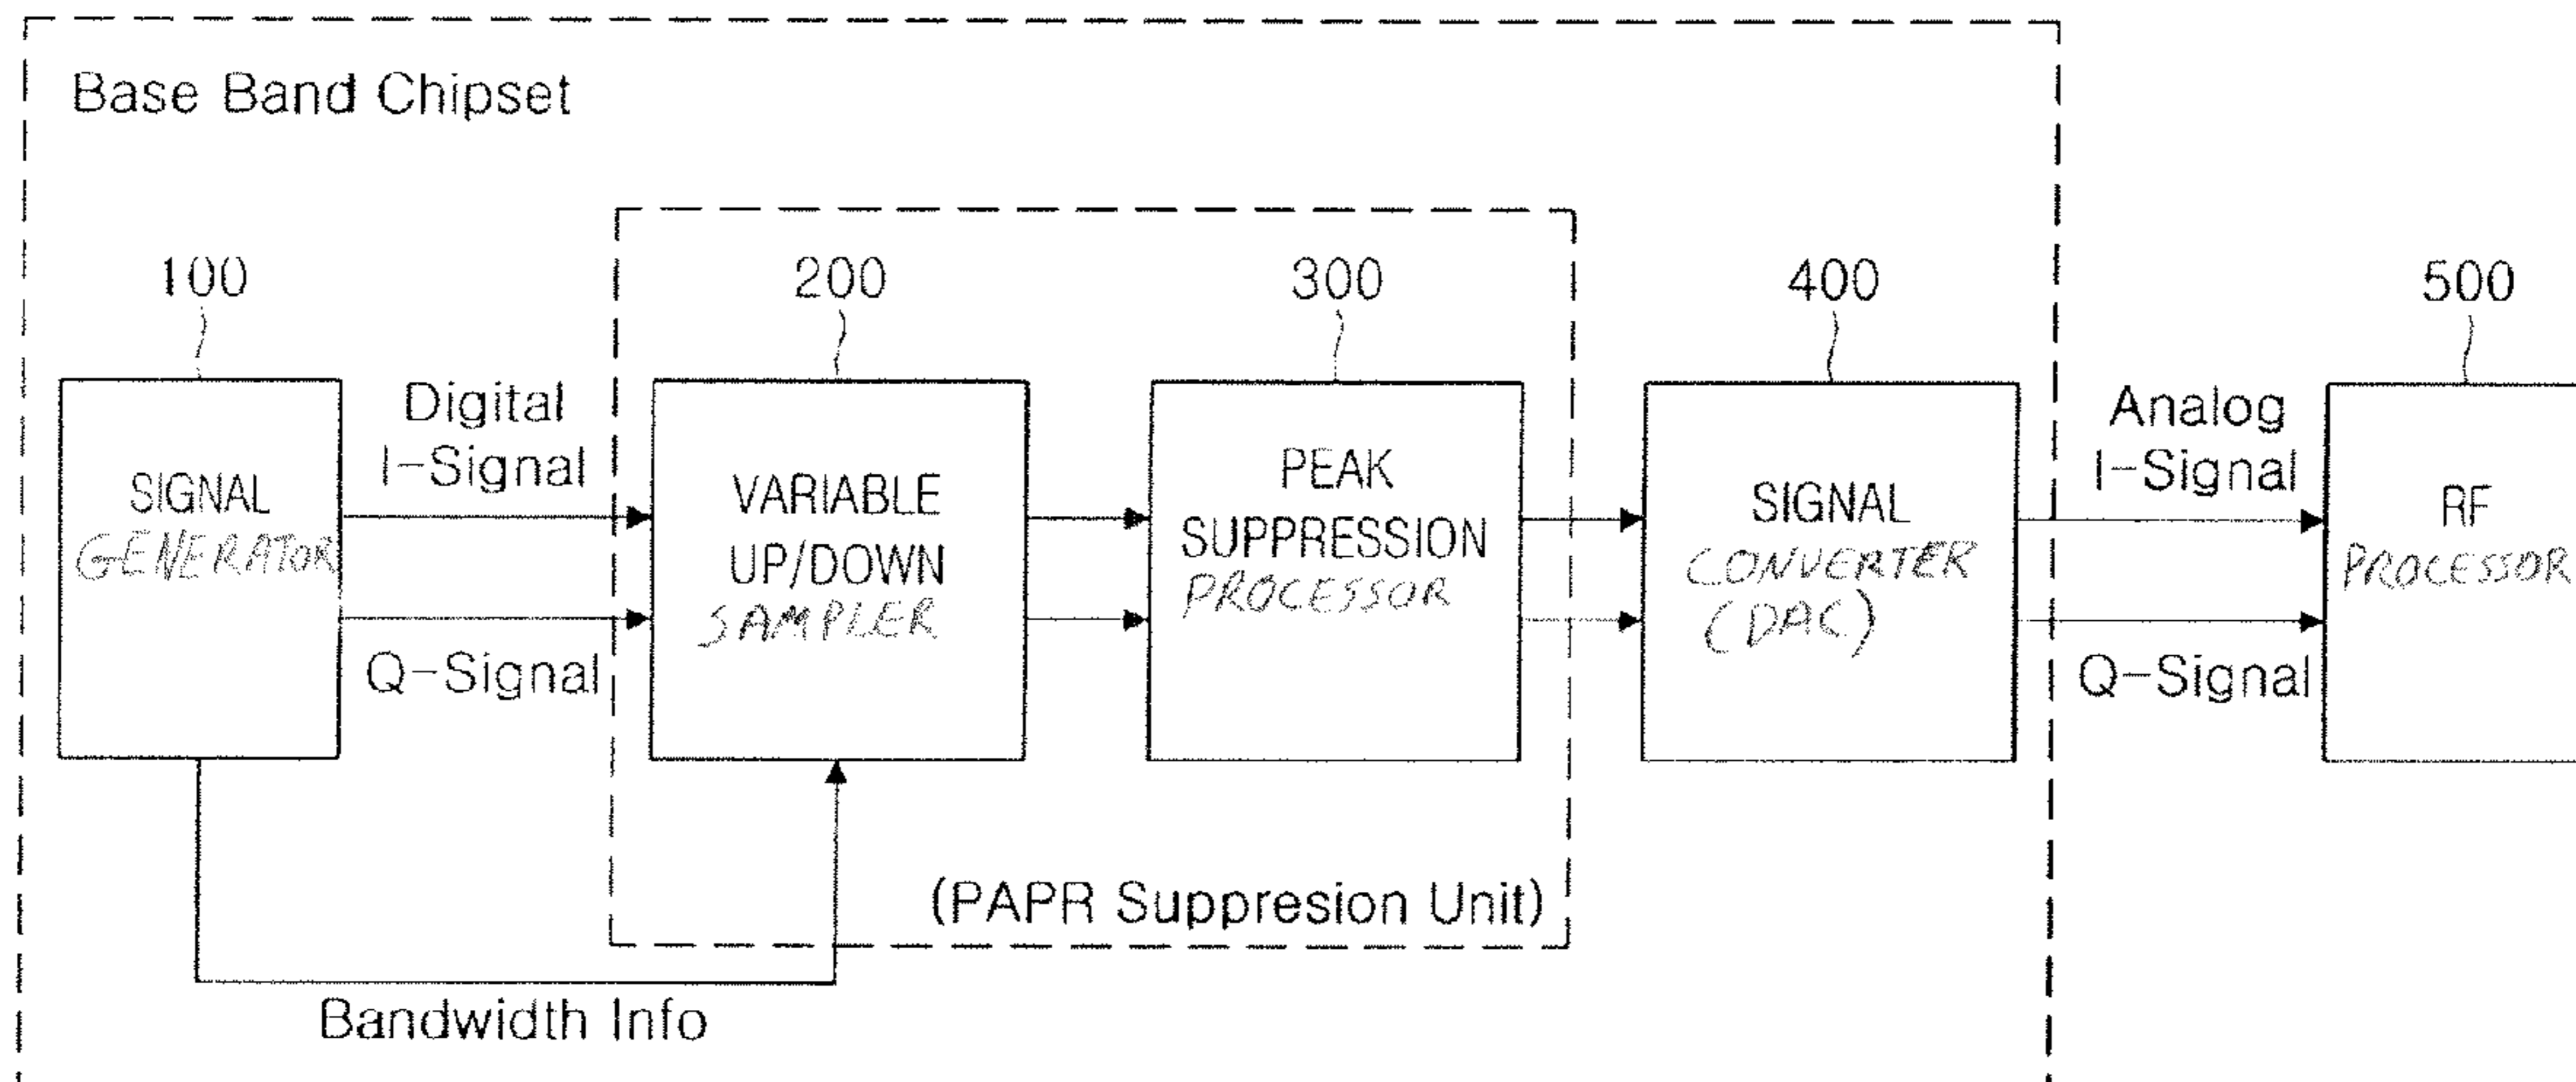 Base Band Chipset
100
200
300
400
500
Digital
I-Signal
Q-Signal
SIGNAL
GENERATOR
VARIABLE
UP/DOWN
SAMPLER
PEAK
SUPPRESSION
PROCESSOR
SIGNAL
CONVERTER
(DAC)
Analog
I-Signal
Q-Signal
RF
PROCESSOR
(PAPR Suppresion Unit)
Bandwidth Info